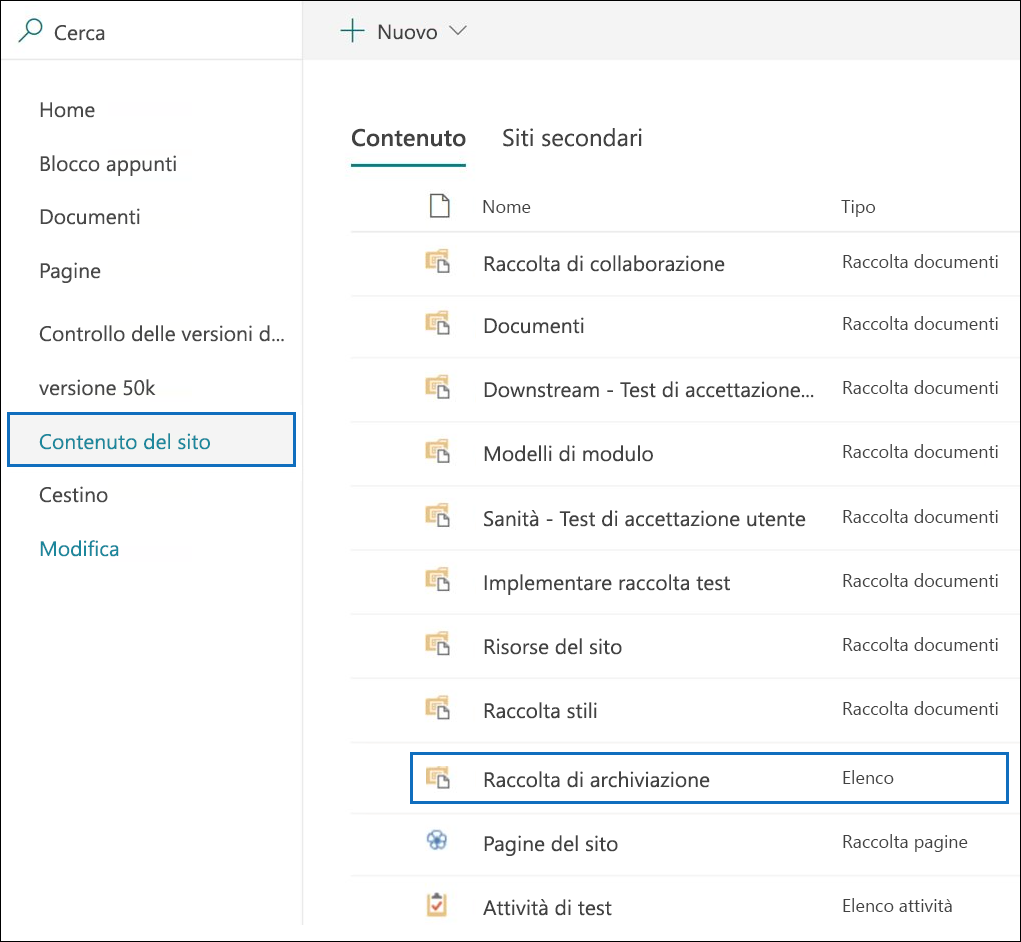 Cerca
Nuovo
Home
Blocco appunti
Documenti
Pagine
Controllo delle versioni d...
versione 50k
Contenuto del sito
Cestino
Modifica
Contenuto Siti secondari
Nome Tipo
Raccolta di collaborazione Raccolta documenti
Documenti Raccolta documenti
Downstream - Test di accettazione... Raccolta documenti
Modelli di modulo Raccolta documenti
Sanità - Test di accettazione utente Raccolta documenti
Implementare raccolta test Raccolta documenti
Risorse del sito Raccolta documenti
Raccolta stili Raccolta documenti
Raccolta di archiviazione Elenco
Pagine del sito Raccolta pagine
Attività di test Elenco attività